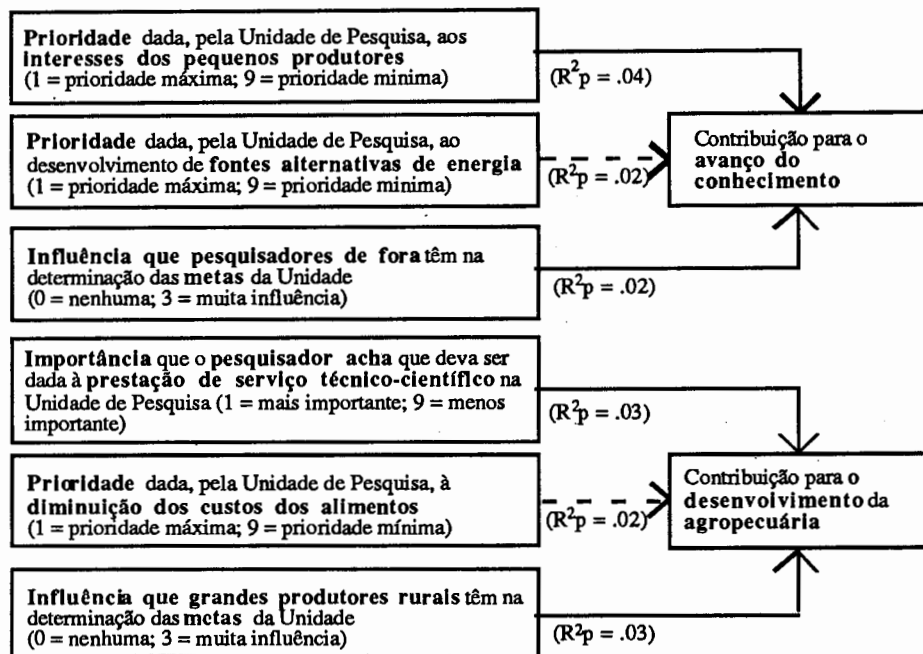 Prioridade dada, pela Unidade de Pesquisa, aos
interesses dos pequenos produtores
(1 = prioridade máxima; 9 = prioridade minima)
(R²p = .04)
Prioridade dada, pela Unidade de Pesquisa, ao
desenvolvimento de fontes alternativas de energia
(1 = prioridade máxima; 9 = prioridade minima)
(R²p = .02)
Contribuição para o
avanço do
conhecimento
Influência que pesquisadores de fora têm na
determinação das metas da Unidade
(0 = nenhuma; 3 = muita influência)
(R²p = .02)
Importância que o pesquisador acha que deva ser
dada à prestação de serviço técnico-científico na
Unidade de Pesquisa (1 = mais importante; 9 = menos
importante)
(R²p = .03)
Prioridade dada, pela Unidade de Pesquisa, à
diminuição dos custos dos alimentos
(1 = prioridade máxima; 9 = prioridade mínima)
(R²p = .02)
Contribuição para o
desenvolvimento da
agropecuária
Influência que grandes produtores rurais têm na
determinação das metas da Unidade
(0 = nenhuma; 3 = muita influência)
(R²p = .03)